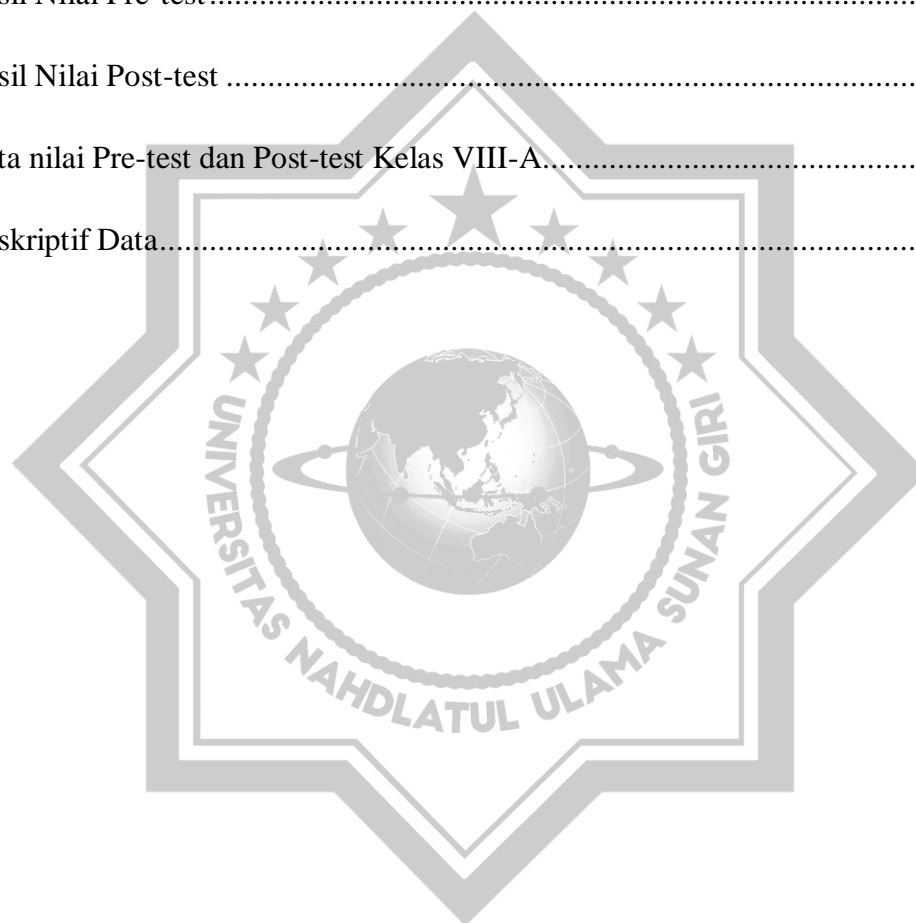 sil Nilai Pre-test
sil Nilai Post-test
ta nilai Pre-test dan Post-test Kelas VIII-A
skriptif Data
UNIVERSITAS NAHDLATUL ULAMA SUNAN GIRI